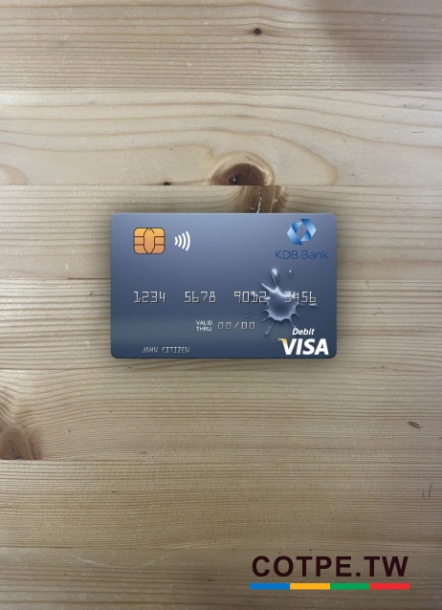 KDB Bank
1234 5678 9012 3456
VALID THRU 00/00
Debit
JOHN CITIZEN
VISA
COTPE.TW